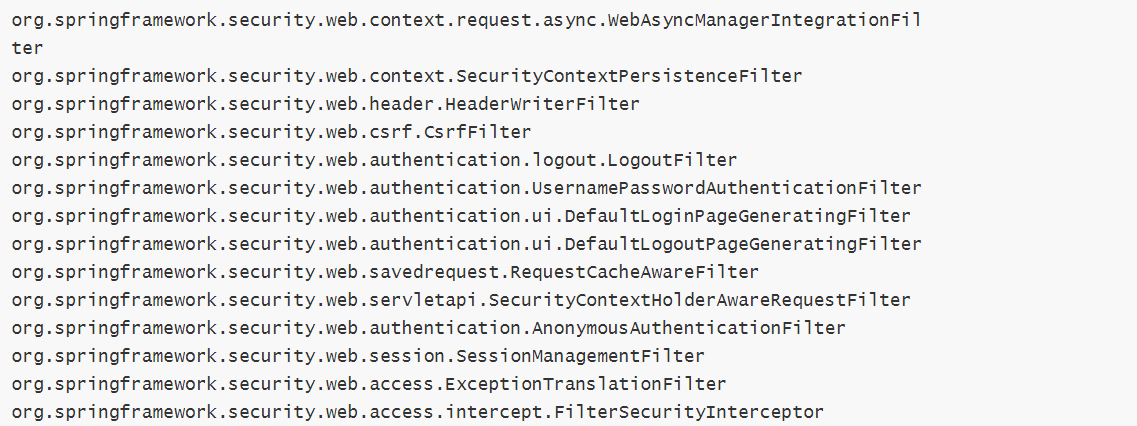 org.springframework.security.web.context.request.async.WebAsyncManagerIntegrationFil
ter
org.springframework.security.web.context.SecurityContextPersistenceFilter
org.springframework.security.web.header.HeaderWriterFilter
org.springframework.security.web.csrf.CsrfFilter
org.springframework.security.web.authentication.logout.LogoutFilter
org.springframework.security.web.authentication.UsernamePasswordAuthenticationFilter
org.springframework.security.web.authentication.ui.DefaultLoginPageGeneratingFilter
org.springframework.security.web.authentication.ui.DefaultLogoutPageGeneratingFilter
org.springframework.security.web.savedrequest.RequestCacheAwareFilter
org.springframework.security.web.servletapi.SecurityContextHolderAwareRequestFilter
org.springframework.security.web.authentication.AnonymousAuthenticationFilter
org.springframework.security.web.session.SessionManagementFilter
org.springframework.security.web.access.ExceptionTranslationFilter
org.springframework.security.web.access.intercept.FilterSecurityInterceptor